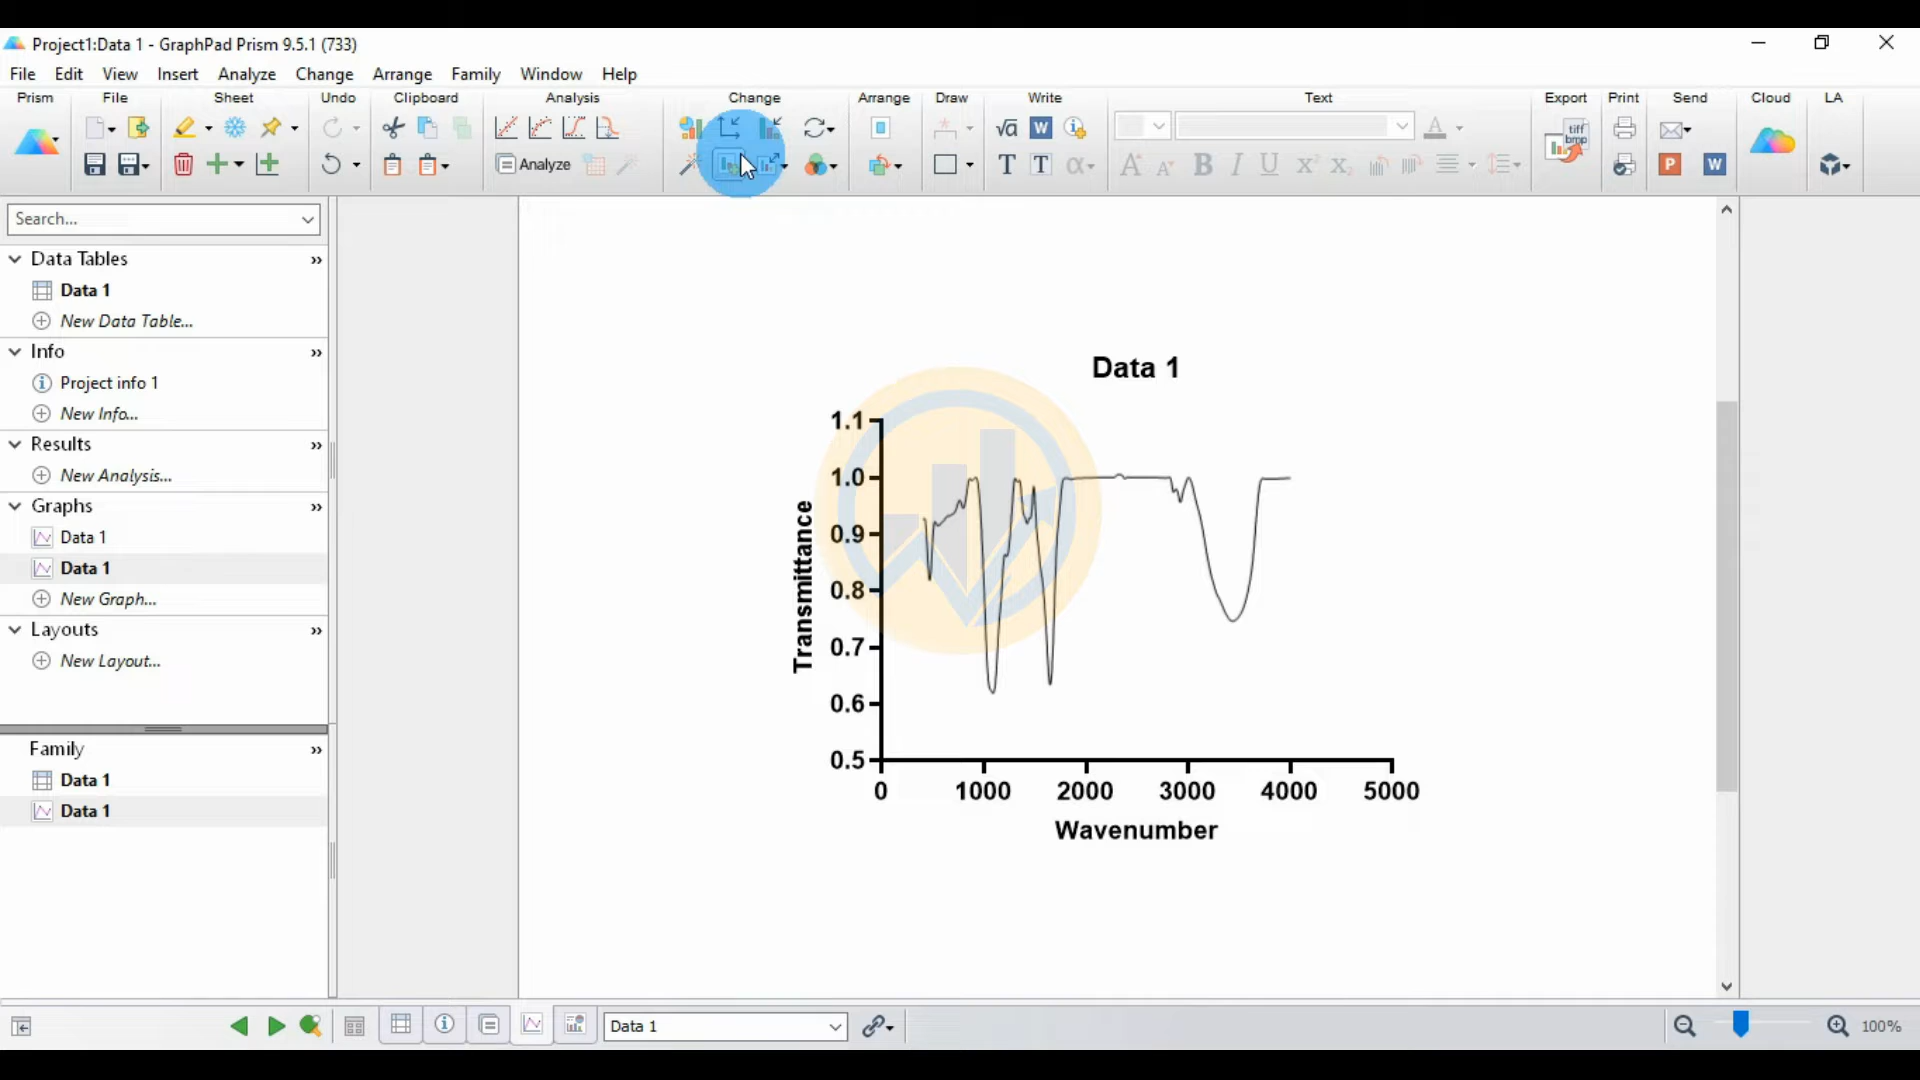 Project1:Data 1 - GraphPad Prism 9.5.1 (733)
File Edit View Insert Analyze Change Arrange Family Window Help
Prism File Sheet Undo Clipboard Analysis Change Arrange Draw Write Text Export Print Send Cloud LA
√α W tiff
Analyze T T α A A B I U X² X₂ P W
Search...
Data Tables »
Data 1
New Data Table...
Info »
Project info 1
New Info...
Results »
New Analysis...
Graphs »
Data 1
Data 1
New Graph...
Layouts »
New Layout...
Family »
Data 1
Data 1
Data 1
1.1
1.0
0.9
0.8
0.7
0.6
0.5
Transmittance
0 1000 2000 3000 4000 5000
Wavenumber
Data 1
100%